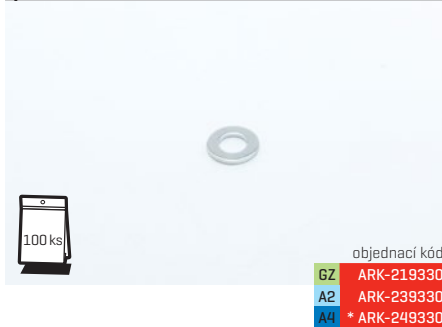 100 ks
objednací kód
GZ ARK-219330
A2 ARK-239330
A4 * ARK-249330